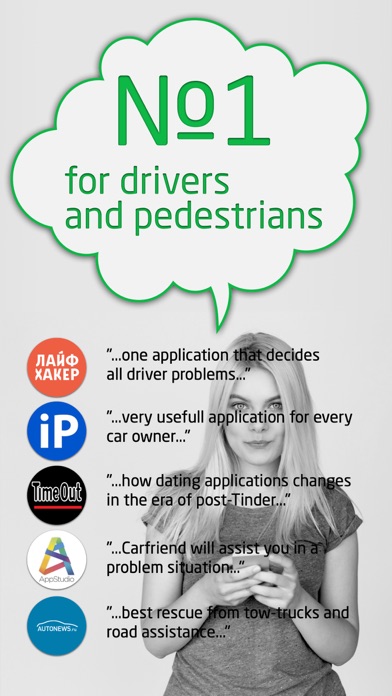 №1
for drivers
and pedestrians
ЛАЙФ
ХАКЕР
"...one application that decides
all driver problems..."
iP
"...very usefull application for every
car owner..."
TimeOut
"...how dating applications changes
in the era of post-Tinder..."
AppStudio
"...Carfriend will assist you in a
problem situation..."
AUTONEWS.ru
"...best rescue from tow-trucks and
road assistance..."